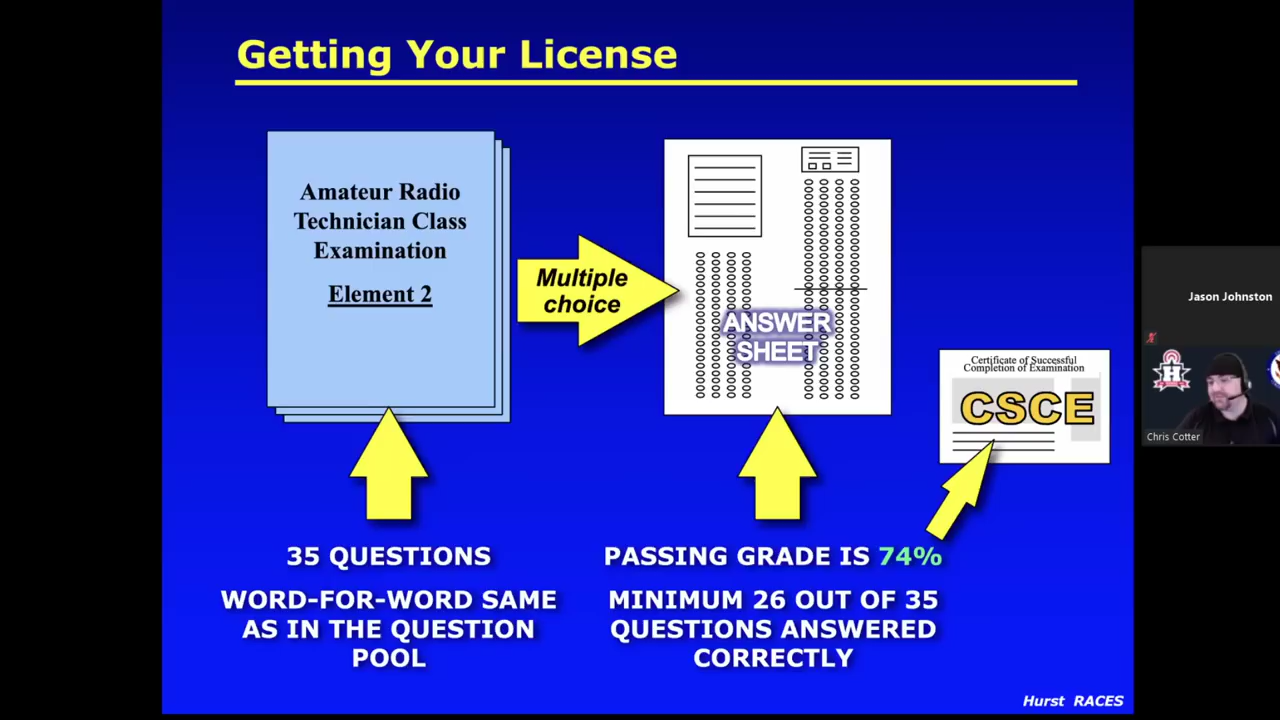 Getting Your License
Amateur Radio
Technician Class
Examination
Element 2
Multiple
choice
ANSWER
SHEET
Certificate of Successful
Completion of Examination
CSCE
35 QUESTIONS
WORD-FOR-WORD SAME
AS IN THE QUESTION
POOL
PASSING GRADE IS 74%
MINIMUM 26 OUT OF 35
QUESTIONS ANSWERED
CORRECTLY
Hurst RACES
Jason Johnston
H
Chris Cotter